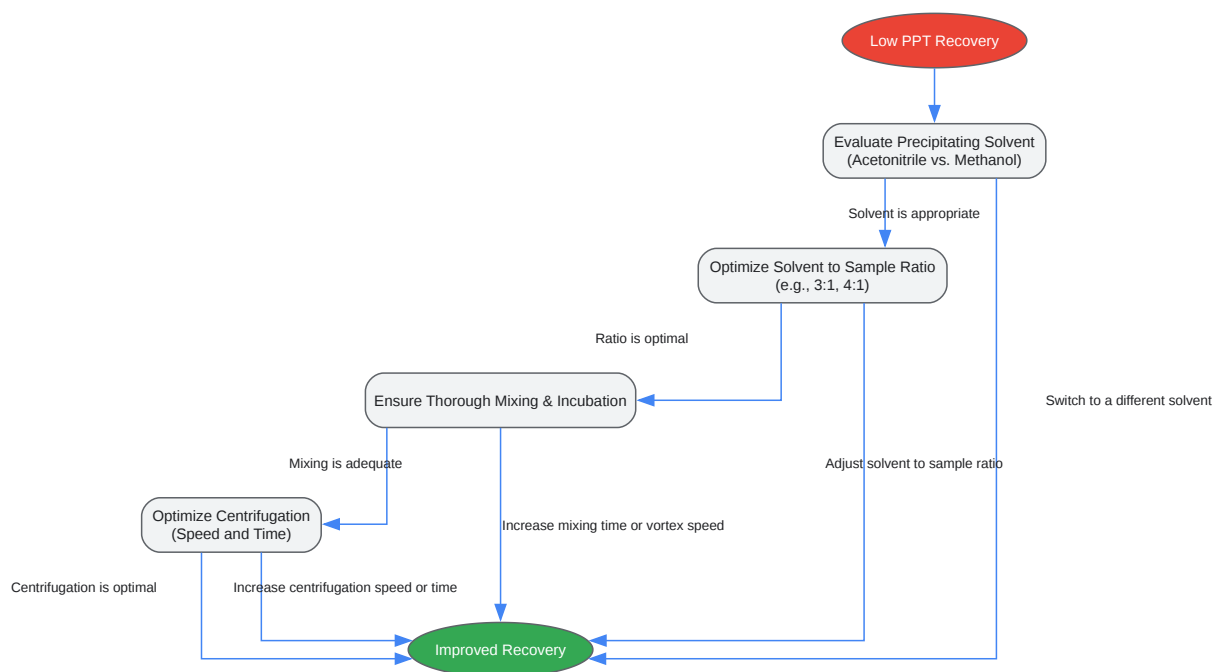 Low PPT Recovery
Evaluate Precipitating Solvent
(Acetonitrile vs. Methanol)
Solvent is appropriate
Optimize Solvent to Sample Ratio
(e.g., 3:1, 4:1)
Ratio is optimal
Ensure Thorough Mixing & Incubation
Switch to a different solvent
Mixing is adequate
Adjust solvent to sample ratio
Optimize Centrifugation
(Speed and Time)
Increase mixing time or vortex speed
Centrifugation is optimal
Increase centrifugation speed or time
Improved Recovery